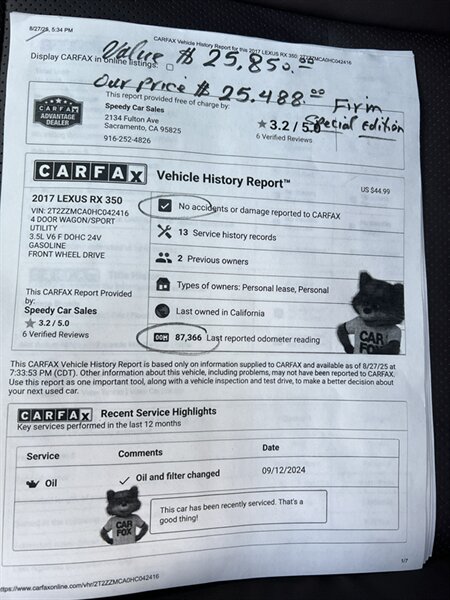 8/27/25, 5:34 PM
CARFAX Vehicle History Report for this 2017 LEXUS RX 350: 2T2ZZMCA0HC042416
Value $ 25,850.00
Display CARFAX in online listings:
Our price $ 25.488.00 Firm
Special Edition
CARFAX
ADVANTAGE
DEALER
This report provided free of charge by:
Speedy Car Sales
2134 Fulton Ave
Sacramento, CA 95825
916-252-4826
3.2 / 5.0
6 Verified Reviews
CARFAX Vehicle History Report™
US $44.99
2017 LEXUS RX 350
VIN: 2T2ZZMCA0HC042416
4 DOOR WAGON/SPORT
UTILITY
3.5L V6 F DOHC 24V
GASOLINE
FRONT WHEEL DRIVE
This CARFAX Report Provided
by:
Speedy Car Sales
3.2 / 5.0
6 Verified Reviews
No accidents or damage reported to CARFAX
13 Service history records
2 Previous owners
Types of owners: Personal lease, Personal
Last owned in California
87,366 Last reported odometer reading
CAR
FOX
This CARFAX Vehicle History Report is based only on information supplied to CARFAX and available as of 8/27/25 at
7:33:53 PM (CDT). Other information about this vehicle, including problems, may not have been reported to CARFAX.
Use this report as one important tool, along with a vehicle inspection and test drive, to make a better decision about
your next used car.
CARFAX Recent Service Highlights
Key services performed in the last 12 months
Service Comments Date
Oil Oil and filter changed 09/12/2024
CAR
FOX
This car has been recently serviced. That's a
good thing!
1/7
https://www.carfaxonline.com/vhr/2T2ZZMCA0HC042416